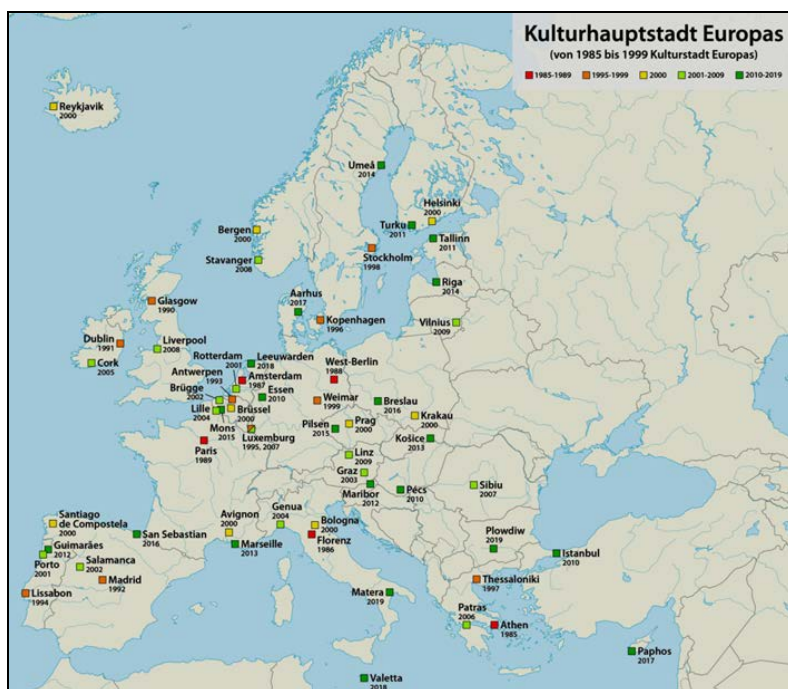 Kulturhauptstadt Europas
(von 1985 bis 1999 Kulturstadt Europas)
1985-1989 1995-1999 2000 2001-2009 2010-2019
Reykjavik
2000
Umeå
2014
Helsinki
2000
Turku
2011
Tallinn
2011
Bergen
2000
Stavanger
2008
Stockholm
1998
Riga
2014
Aarhus
2017
Kopenhagen
1996
Vilnius
2009
Glasgow
1990
Dublin
1991
Liverpool
2008
Cork
2005
Rotterdam
2001
Leeuwarden
2018
West-Berlin
1988
Antwerpen
1993
Amsterdam
1987
Brügge
2002
Essen
2010
Weimar
1999
Breslau
2016
Lille
2004
Brüssel
2000
Krakau
2000
Mons
2015
Luxemburg
1995, 2007
Pilsen
2015
Prag
2000
Košice
2013
Paris
1989
Linz
2009
Graz
2003
Maribor
2012
Pécs
2010
Sibiu
2007
Santiago
de Compostela
2000
San Sebastian
2016
Avignon
2000
Genua
2004
Bologna
2000
Florenz
1986
Marseille
2013
Plowdiw
2019
Istanbul
2010
Guimarães
2012
Porto
2001
Salamanca
2002
Madrid
1992
Lissabon
1994
Matera
2019
Thessaloniki
1997
Patras
2006
Athen
1985
Paphos
2017
Valetta
2018